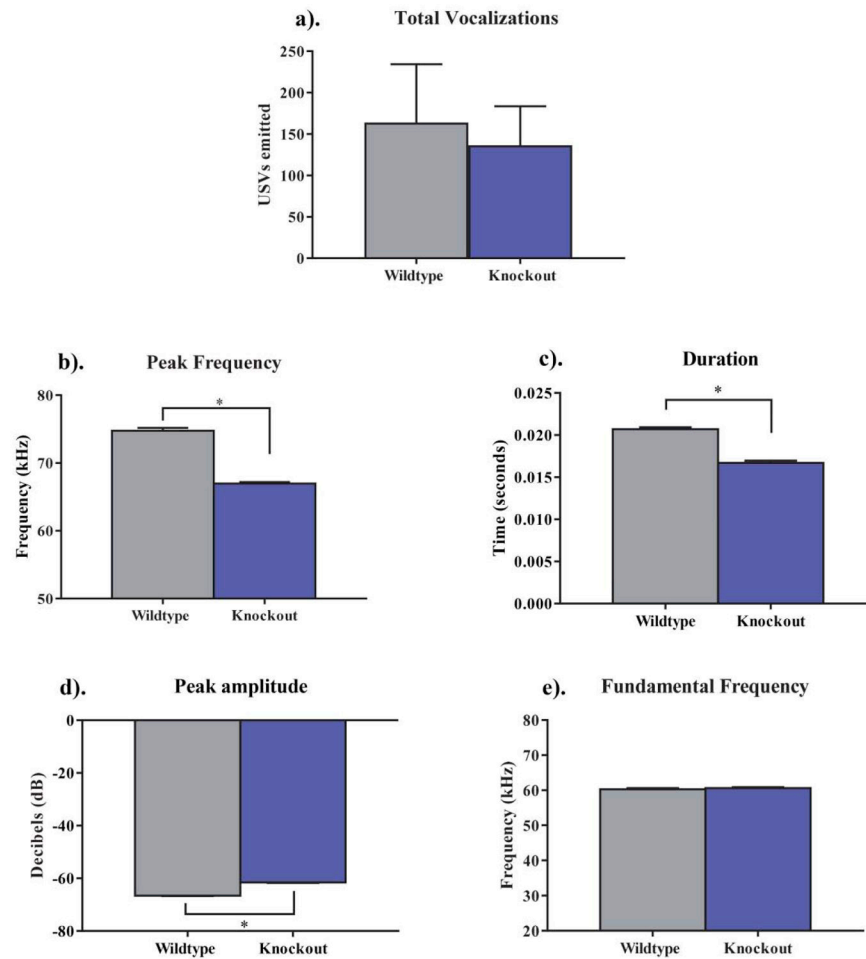 a). Total Vocalizations
250
200
150
100
50
0
USVs emitted
Wildtype Knockout
b). Peak Frequency
*
80
70
60
50
Frequency (kHz)
Wildtype Knockout
c). Duration
*
0.025
0.020
0.015
0.010
0.005
0.000
Time (seconds)
Wildtype Knockout
d). Peak amplitude
0
-20
-40
-60
-80
Decibels (dB)
*
Wildtype Knockout
e). Fundamental Frequency
80
70
60
50
40
30
20
Frequency (kHz)
Wildtype Knockout